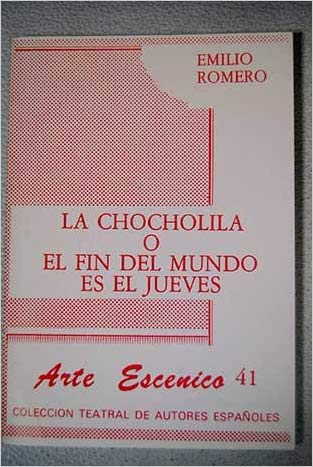 EMILIO
ROMERO
LA CHOCHOLILA
O
EL FIN DEL MUNDO
ES EL JUEVES
Arte Escenico 41
COLECCION TEATRAL DE AUTORES ESPAÑOLES